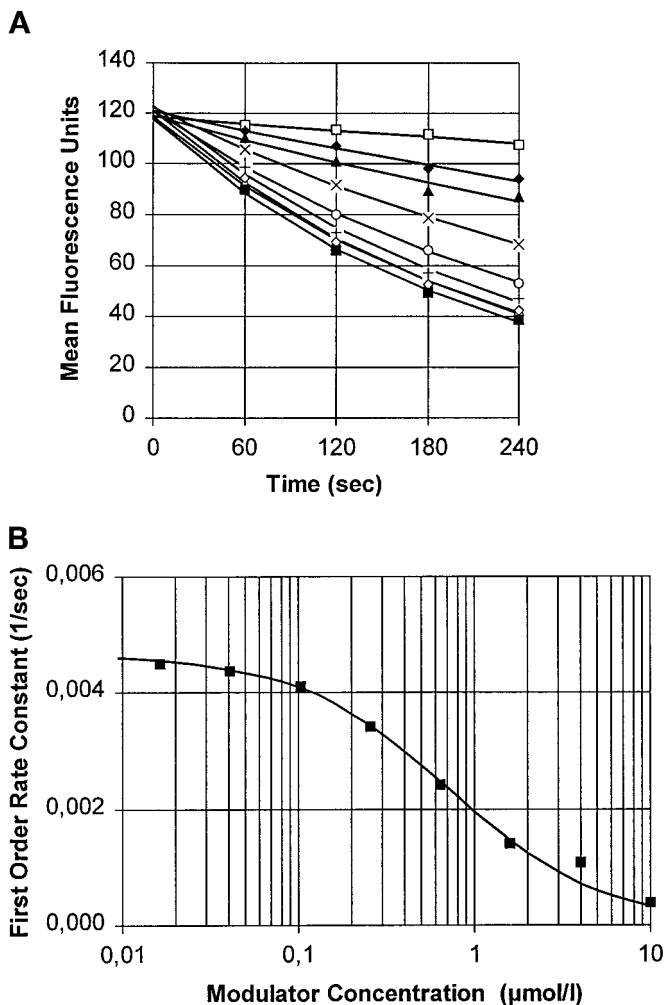 A
140
120
100
80
60
40
20
0
Mean Fluorescence Units
0 60 120 180 240
Time (sec)
B
0,006
0,004
0,002
0,000
First Order Rate Constant (1/sec)
0,01 0,1 1 10
Modulator Concentration (µmol/l)